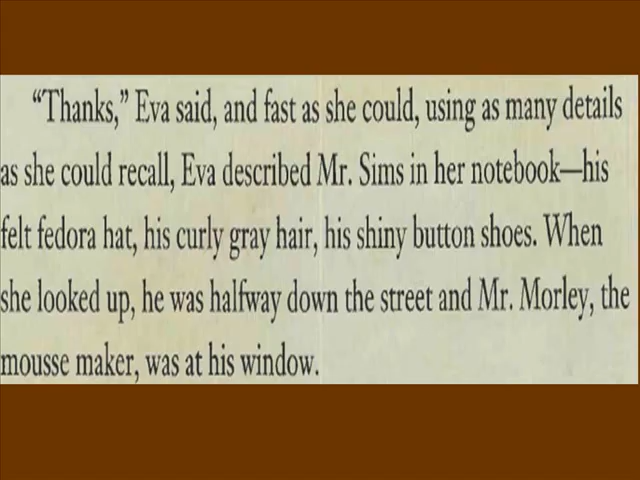 “Thanks,” Eva said, and fast as she could, using as many details
as she could recall, Eva described Mr. Sims in her notebook—his
felt fedora hat, his curly gray hair, his shiny button shoes. When
she looked up, he was halfway down the street and Mr. Morley, the
mousse maker, was at his window.